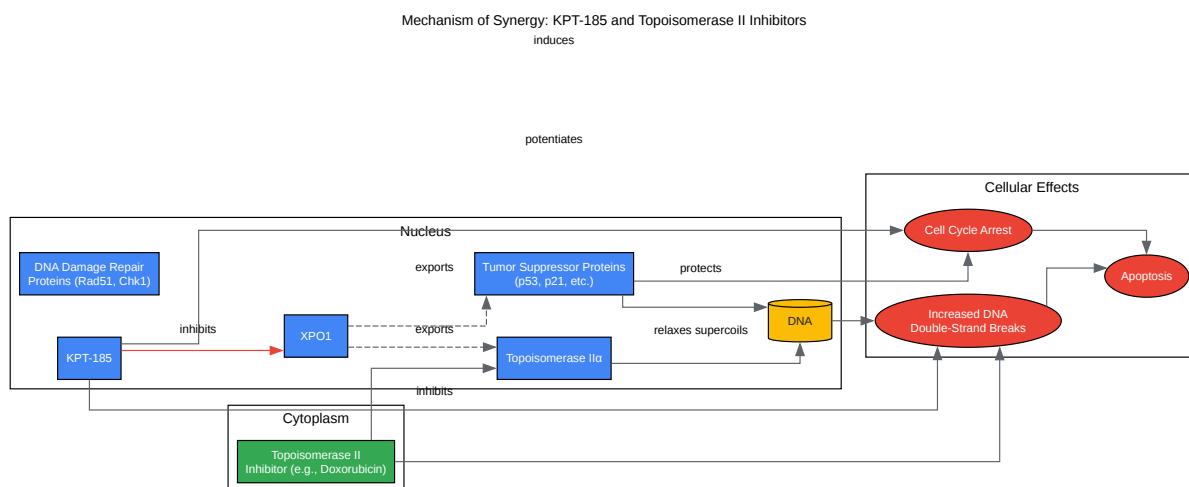 Mechanism of Synergy: KPT-185 and Topoisomerase II Inhibitors
induces
potentiates
Cellular Effects
Nucleus
Cell Cycle Arrest
DNA Damage Repair
Proteins (Rad51, Chk1)
exports
Tumor Suppressor Proteins
(p53, p21, etc.)
protects
Apoptosis
inhibits
XPO1
exports
relaxes supercoils
DNA
Increased DNA
Double-Strand Breaks
KPT-185
Topoisomerase IIα
inhibits
Cytoplasm
Topoisomerase II
Inhibitor (e.g., Doxorubicin)